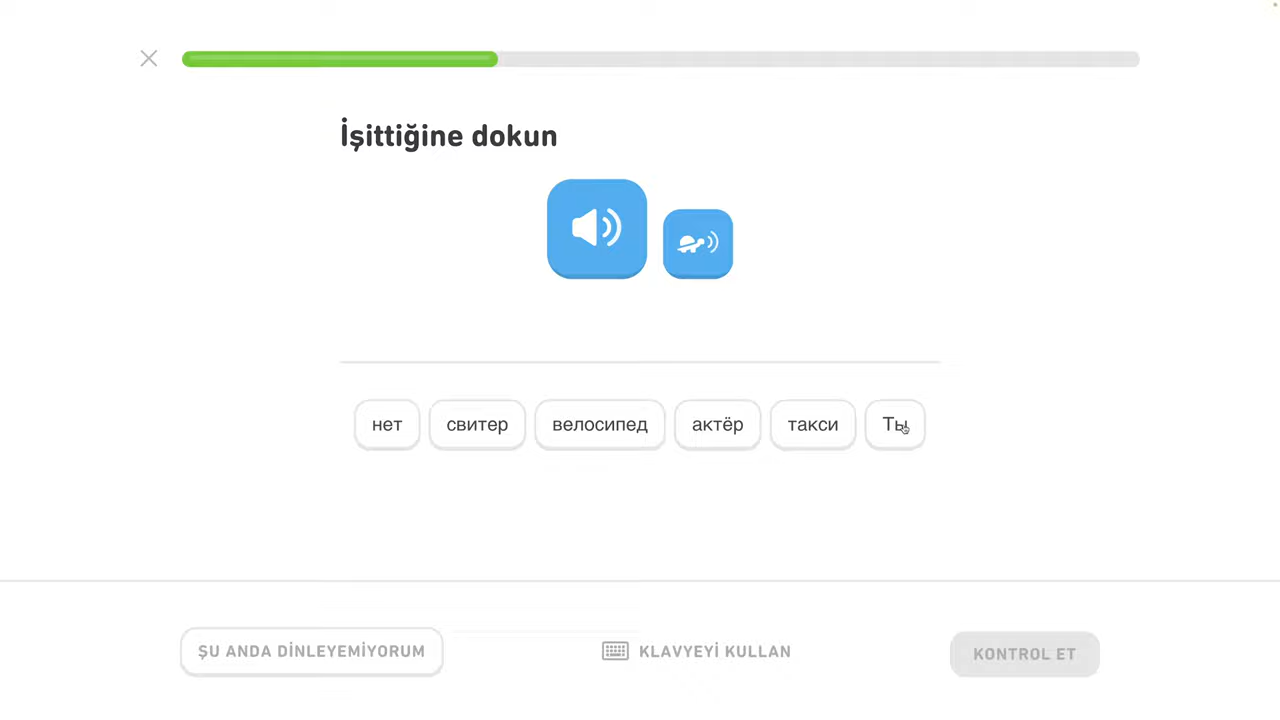 İşittiğine dokun
нет свитер велосипед актёр такси Ты
ŞU ANDA DİNLEYEMİYORUM KLAVYEYİ KULLAN KONTROL ET